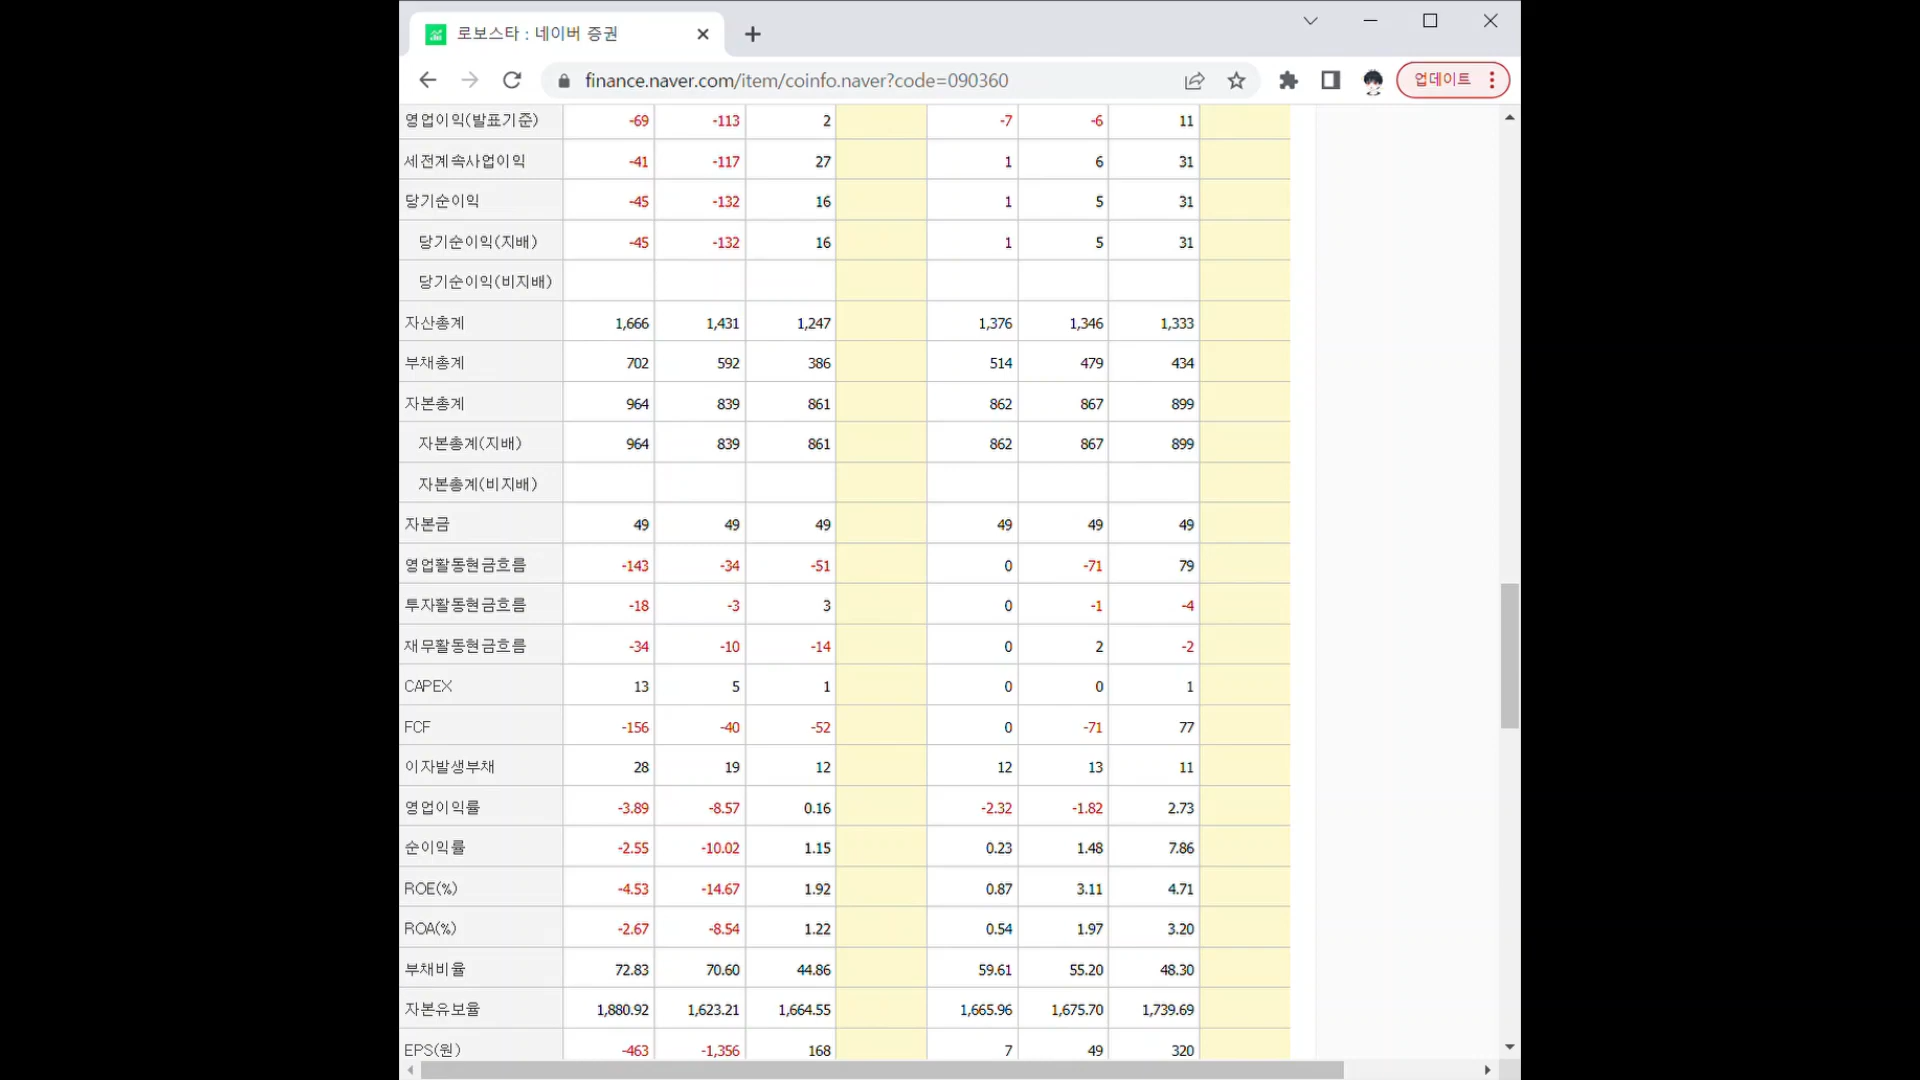 로보스타 : 네이버 증권
finance.naver.com/item/coinfo.naver?code=090360
업데이트
영업이익(발표기준) -69 -113 2 -7 -6 11
세전계속사업이익 -41 -117 27 1 6 31
당기순이익 -45 -132 16 1 5 31
당기순이익(지배) -45 -132 16 1 5 31
당기순이익(비지배)
자산총계 1,666 1,431 1,247 1,376 1,346 1,333
부채총계 702 592 386 514 479 434
자본총계 964 839 861 862 867 899
자본총계(지배) 964 839 861 862 867 899
자본총계(비지배)
자본금 49 49 49 49 49 49
영업활동현금흐름 -143 -34 -51 0 -71 79
투자활동현금흐름 -18 -3 3 0 -1 -4
재무활동현금흐름 -34 -10 -14 0 2 -2
CAPEX 13 5 1 0 0 1
FCF -156 -40 -52 0 -71 77
이자발생부채 28 19 12 12 13 11
영업이익률 -3.89 -8.57 0.16 -2.32 -1.82 2.73
순이익률 -2.55 -10.02 1.15 0.23 1.48 7.86
ROE(%) -4.53 -14.67 1.92 0.87 3.11 4.71
ROA(%) -2.67 -8.54 1.22 0.54 1.97 3.20
부채비율 72.83 70.60 44.86 59.61 55.20 48.30
자본유보율 1,880.92 1,623.21 1,664.55 1,665.96 1,675.70 1,739.69
EPS(원) -463 -1,356 168 7 49 320